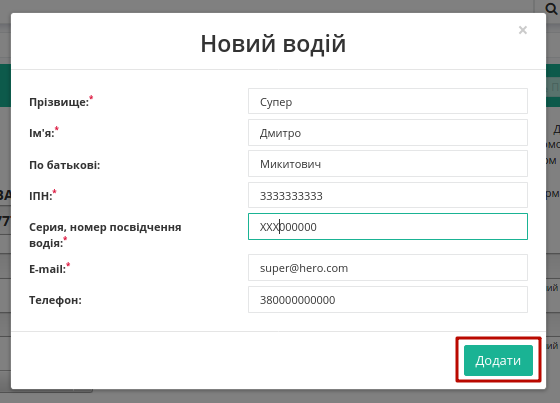 ×
Новий водій
Прізвище:* Супер
Ім'я:* Дмитро
По батькові: Микитович
ІПН:* 3333333333
Серия, номер посвідчення
водія:* XXX000000
E-mail:* super@hero.com
Телефон: 380000000000
Додати